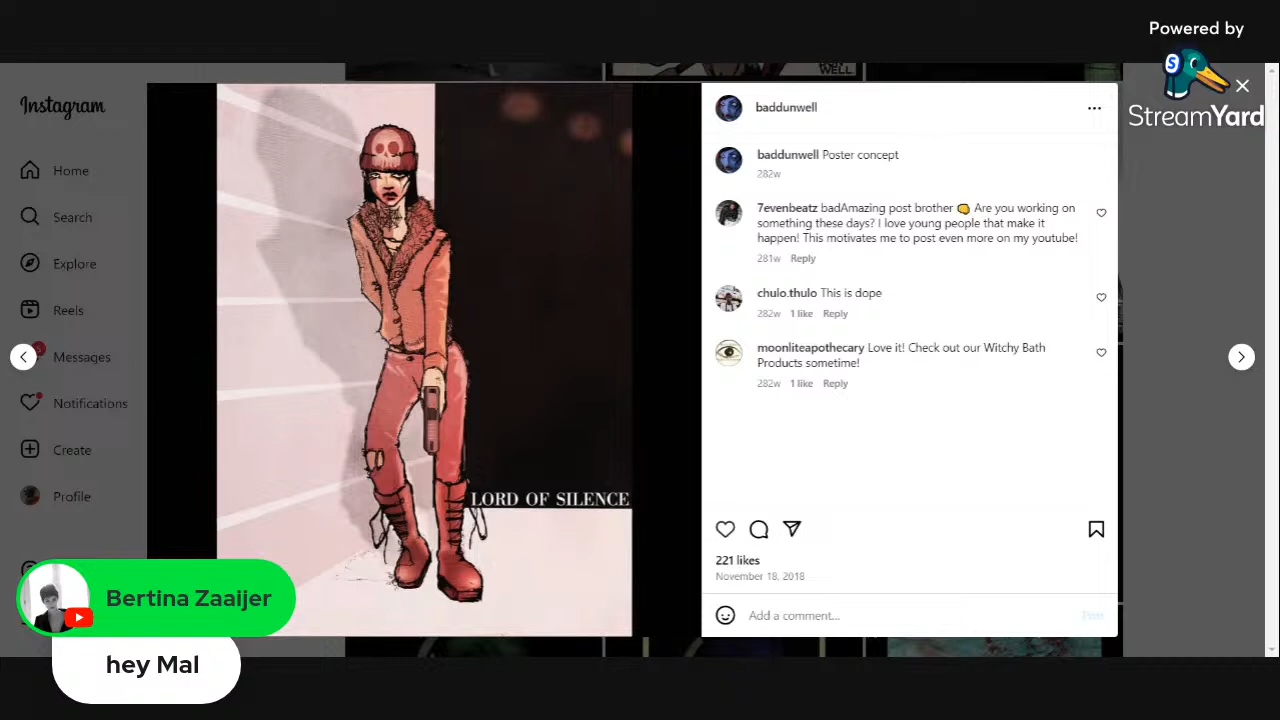 Powered by
StreamYard
WELL
Instagram
Home
Search
Explore
Reels
Messages
Notifications
Create
Profile
LORD OF SILENCE
baddunwell
baddunwell Poster concept
282w
7evenbeatz badAmazing post brother 🤜 Are you working on
something these days? I love young people that make it
happen! This motivates me to post even more on my youtube!
281w Reply
chulo.thulo This is dope
282w 1 like Reply
moonliteapothecary Love it! Check out our Witchy Bath
Products sometime!
282w 1 like Reply
221 likes
November 18, 2018
Add a comment...
Post
Bertina Zaaijer
hey Mal